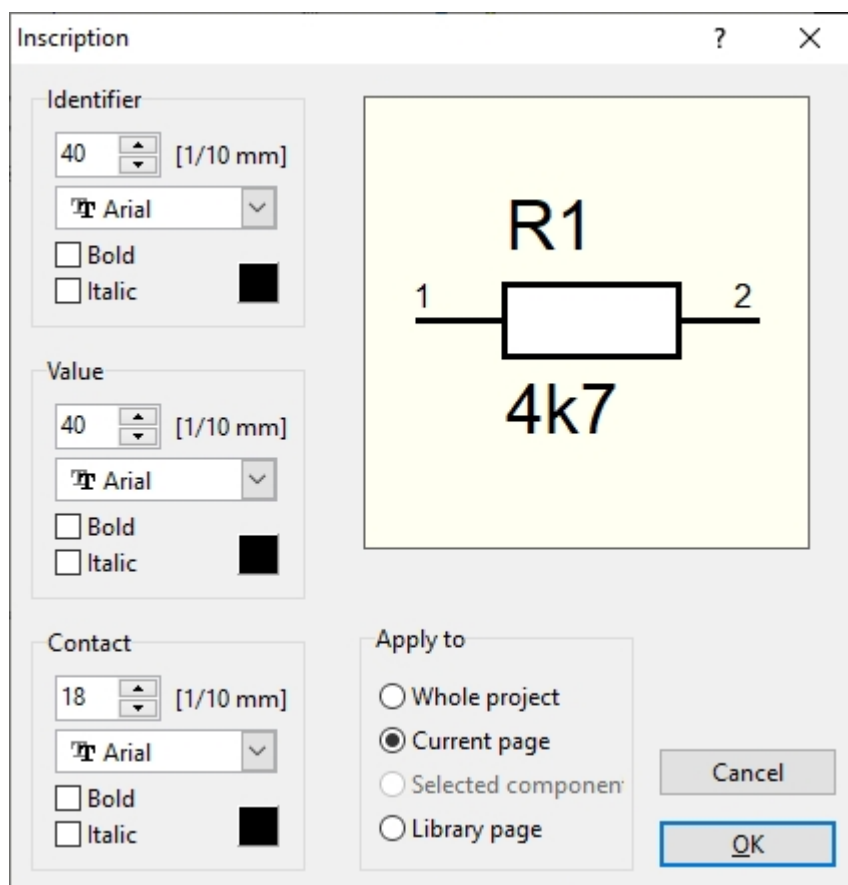 Inscription
Identifier
40 [1/10 mm]
Arial
Bold
Italic
Value
40 [1/10 mm]
Arial
Bold
Italic
Contact
18 [1/10 mm]
Arial
Bold
Italic
R1
1 2
4k7
Apply to
Whole project
Current page
Selected componen
Library page
Cancel
OK